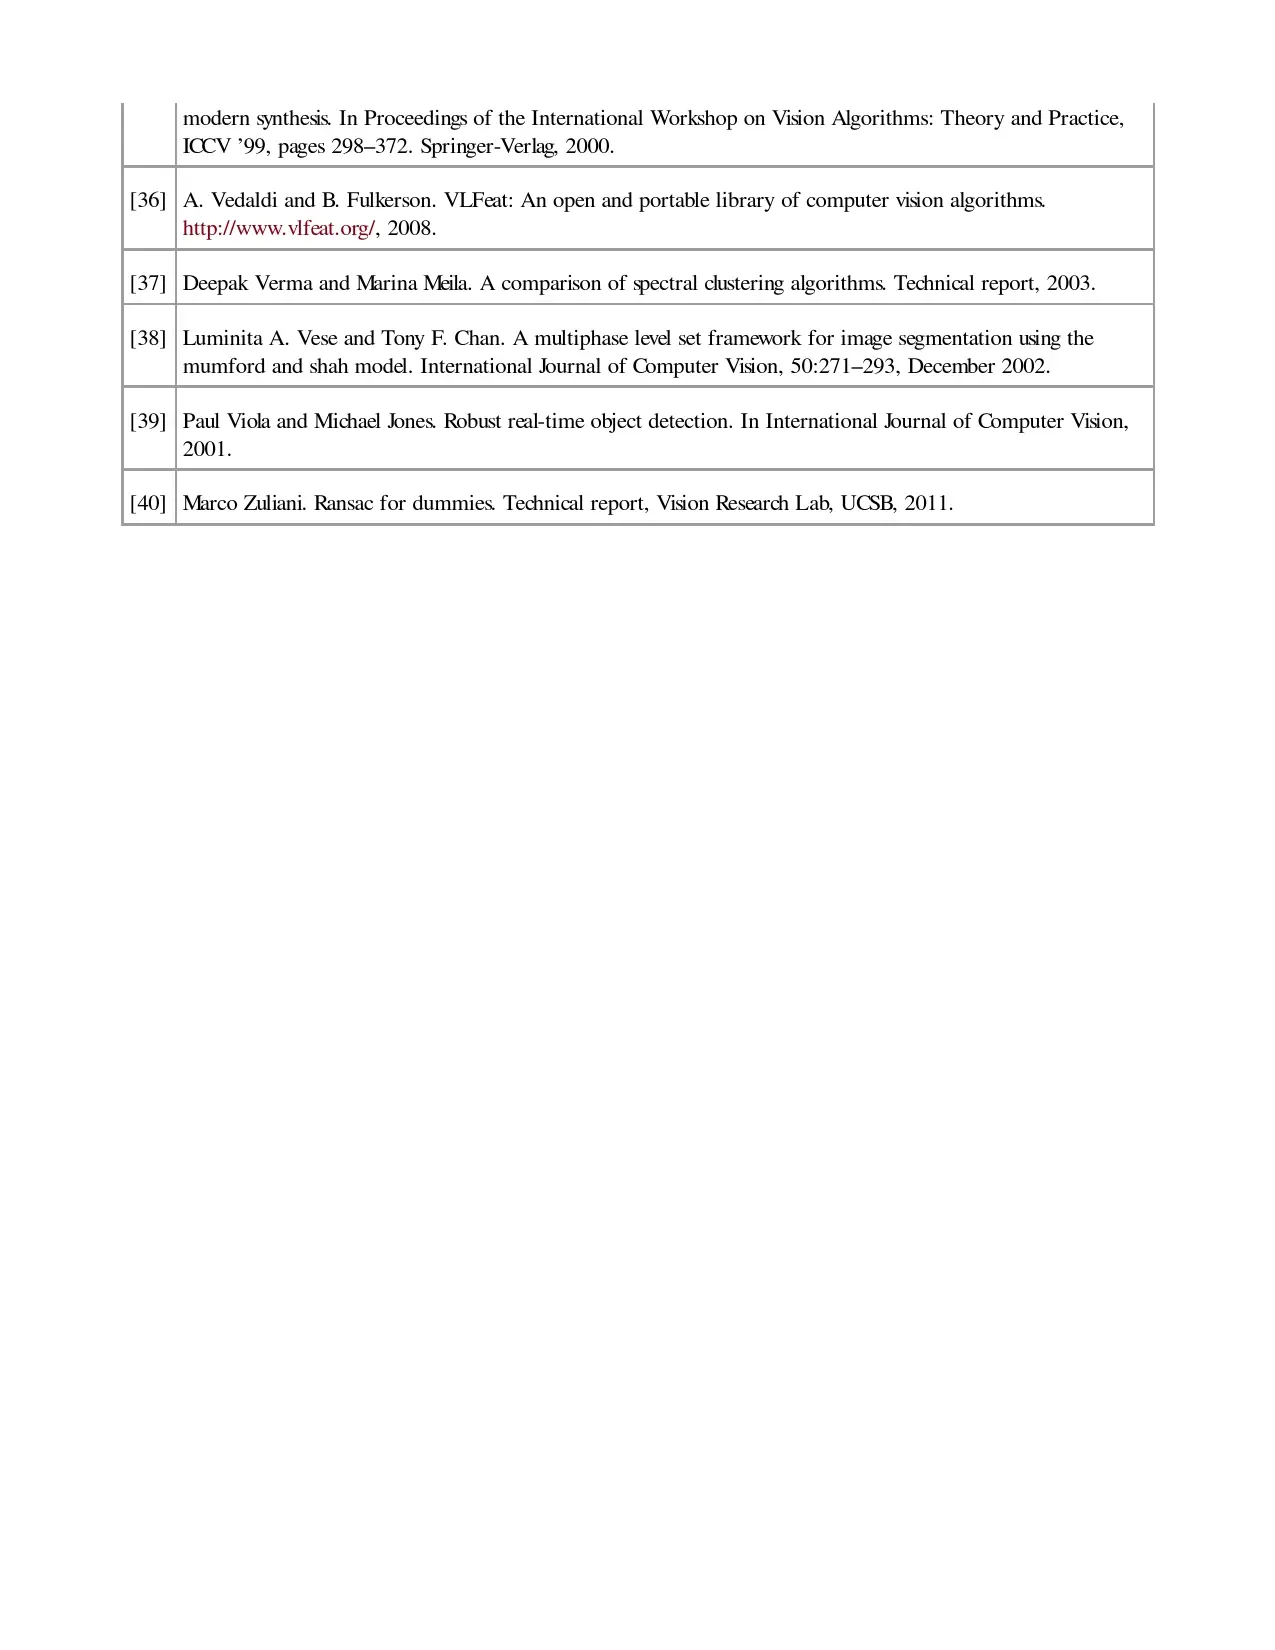 modern synthesis. In Proceedings of the International Workshop on Vision Algorithms: Theory and Practice,
ICCV ’99, pages 298–372. Springer-Verlag, 2000.
[36] A. Vedaldi and B. Fulkerson. VLFeat: An open and portable library of computer vision algorithms.
http://www.vlfeat.org/, 2008.
[37] Deepak Verma and Marina Meila. A comparison of spectral clustering algorithms. Technical report, 2003.
[38] Luminita A. Vese and Tony F. Chan. A multiphase level set framework for image segmentation using the
mumford and shah model. International Journal of Computer Vision, 50:271–293, December 2002.
[39] Paul Viola and Michael Jones. Robust real-time object detection. In International Journal of Computer Vision,
2001.
[40] Marco Zuliani. Ransac for dummies. Technical report, Vision Research Lab, UCSB, 2011.